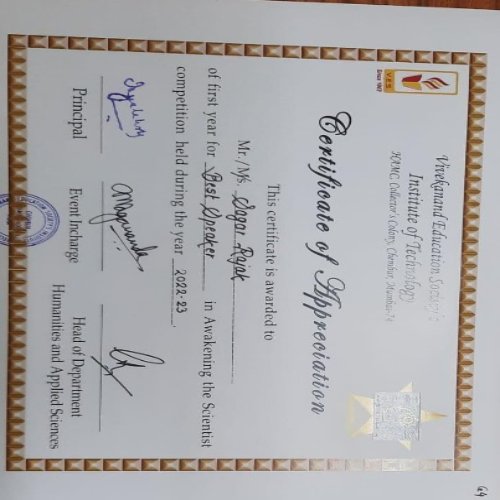 V E S
Since 1962
Vivekanand Education Society's
Institute of Technology
HAMC, Collector's Colony, Chembur, Mumbai-74
Certificate of Appreciation
This certificate is awarded to
Mr./Ms. Sagar Rajak
of first year for Best Speaker in Awakening the Scientist
competition held during the year 2022-23.
Principal
Event Incharge
Head of Department
Humanities and Applied Sciences